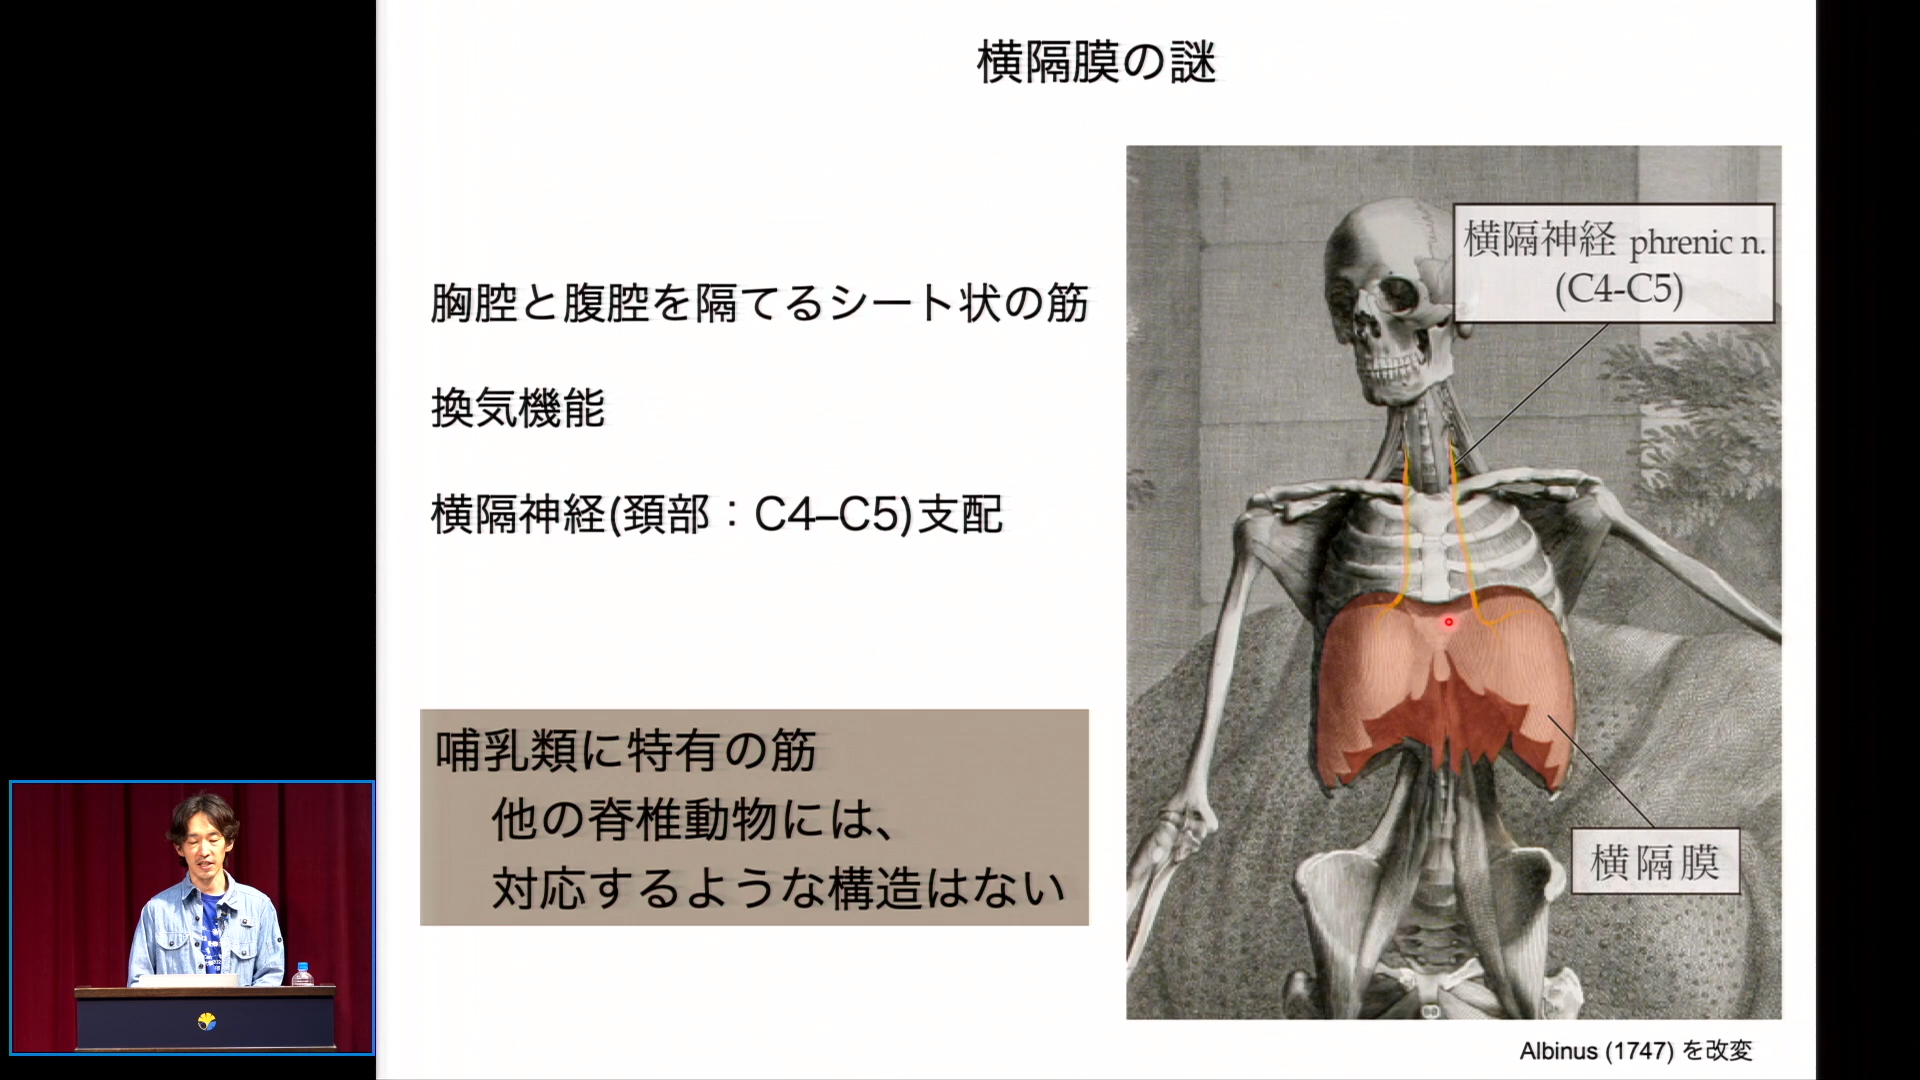 横隔膜の謎
胸腔と腹腔を隔てるシート状の筋
換気機能
横隔神経(頚部：C4–C5)支配
哺乳類に特有の筋
他の脊椎動物には、
対応するような構造はない
横隔神経 phrenic n.
(C4-C5)
横隔膜
Albinus (1747) を改変